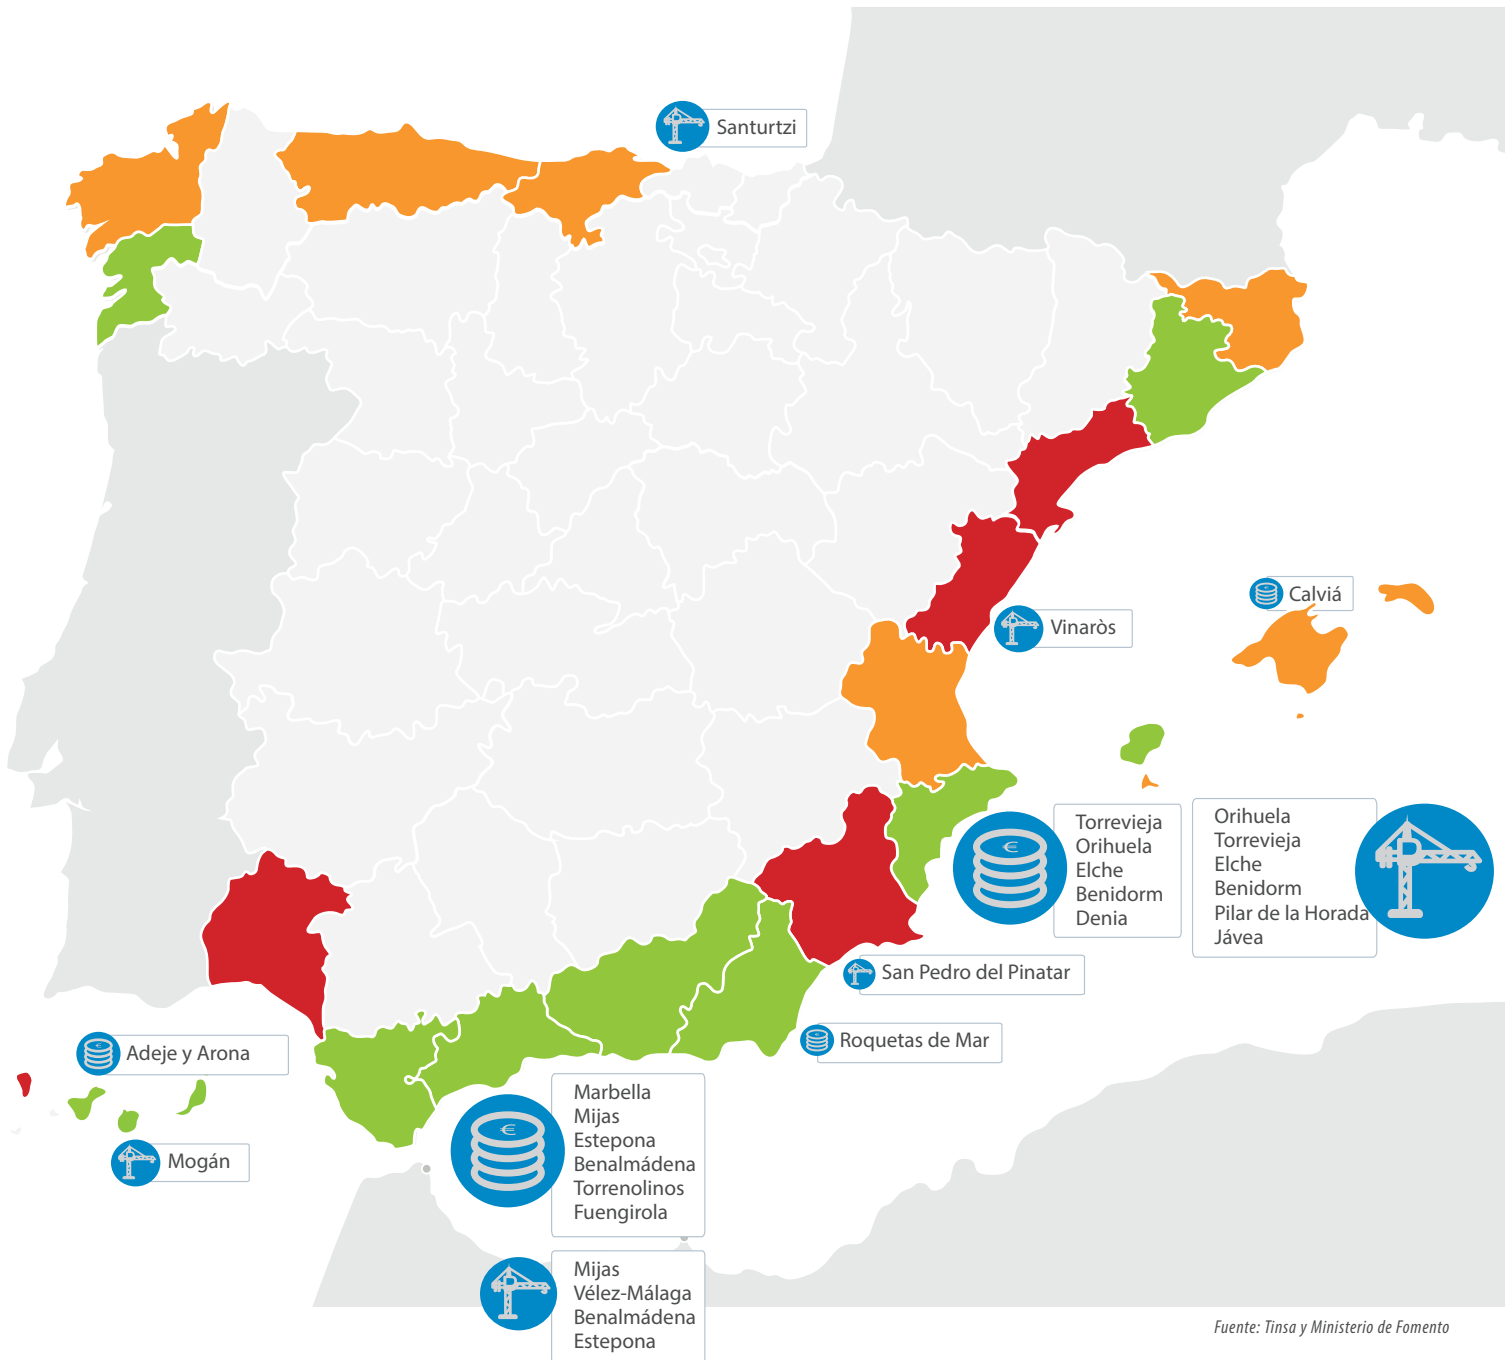 Santurtzi
Calviá
Vinaròs
Torrevieja
Orihuela
Elche
Benidorm
Denia
Orihuela
Torrevieja
Elche
Benidorm
Pilar de la Horada
Jávea
San Pedro del Pinatar
Roquetas de Mar
Adeje y Arona
Mogán
Marbella
Mijas
Estepona
Benalmádena
Torrenolinos
Fuengirola
Mijas
Vélez-Málaga
Benalmádena
Estepona
Fuente: Tinsa y Ministerio de Fomento